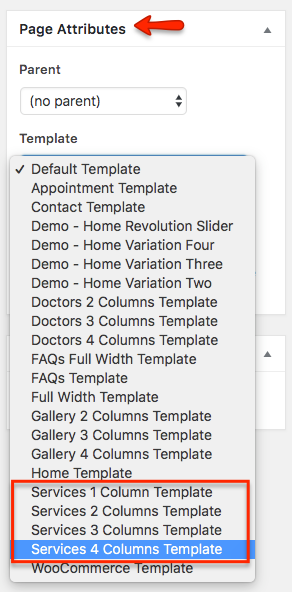 Page Attributes
Parent
(no parent)
Template
Default Template
Appointment Template
Contact Template
Demo - Home Revolution Slider
Demo - Home Variation Four
Demo - Home Variation Three
Demo - Home Variation Two
Doctors 2 Columns Template
Doctors 3 Columns Template
Doctors 4 Columns Template
FAQs Full Width Template
FAQs Template
Full Width Template
Gallery 2 Columns Template
Gallery 3 Columns Template
Gallery 4 Columns Template
Home Template
Services 1 Column Template
Services 2 Columns Template
Services 3 Columns Template
Services 4 Columns Template
WooCommerce Template